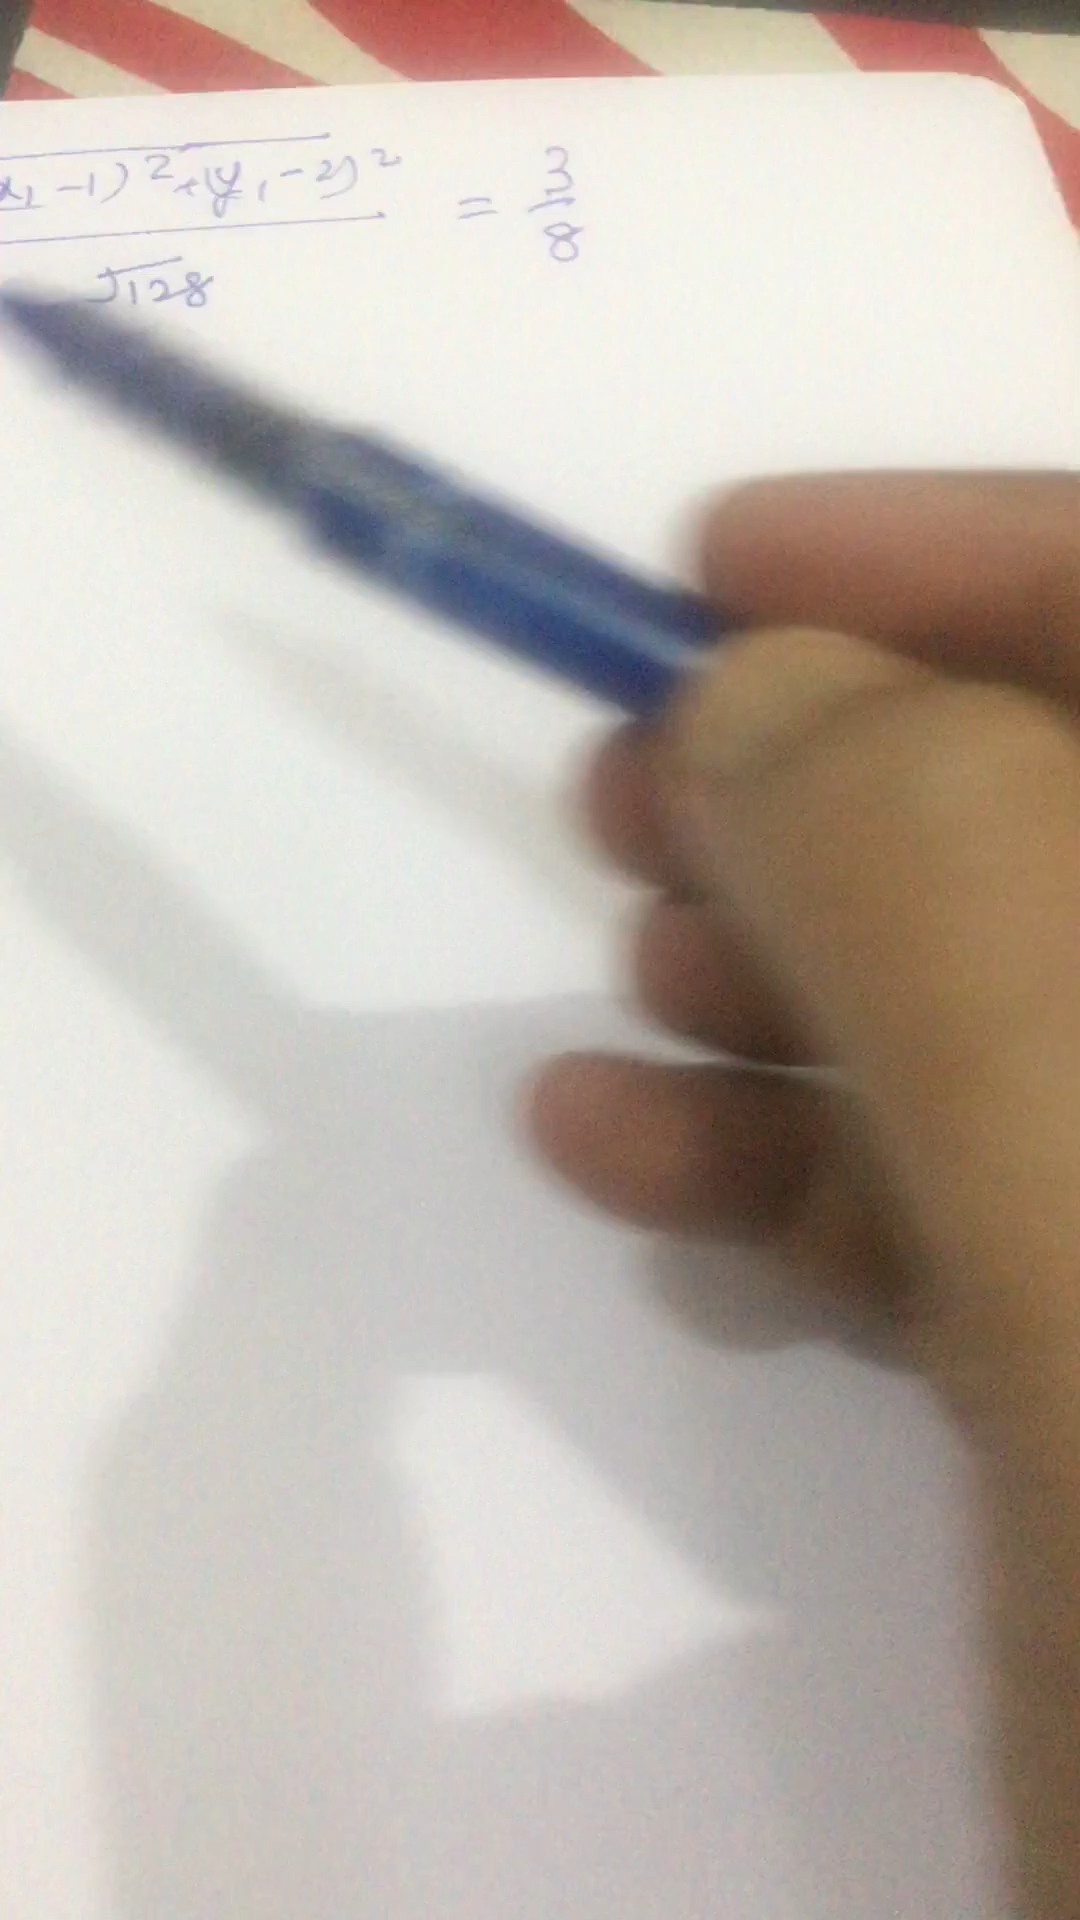 x₁ -1)² + (y₁ -2)² = 3/8
√128